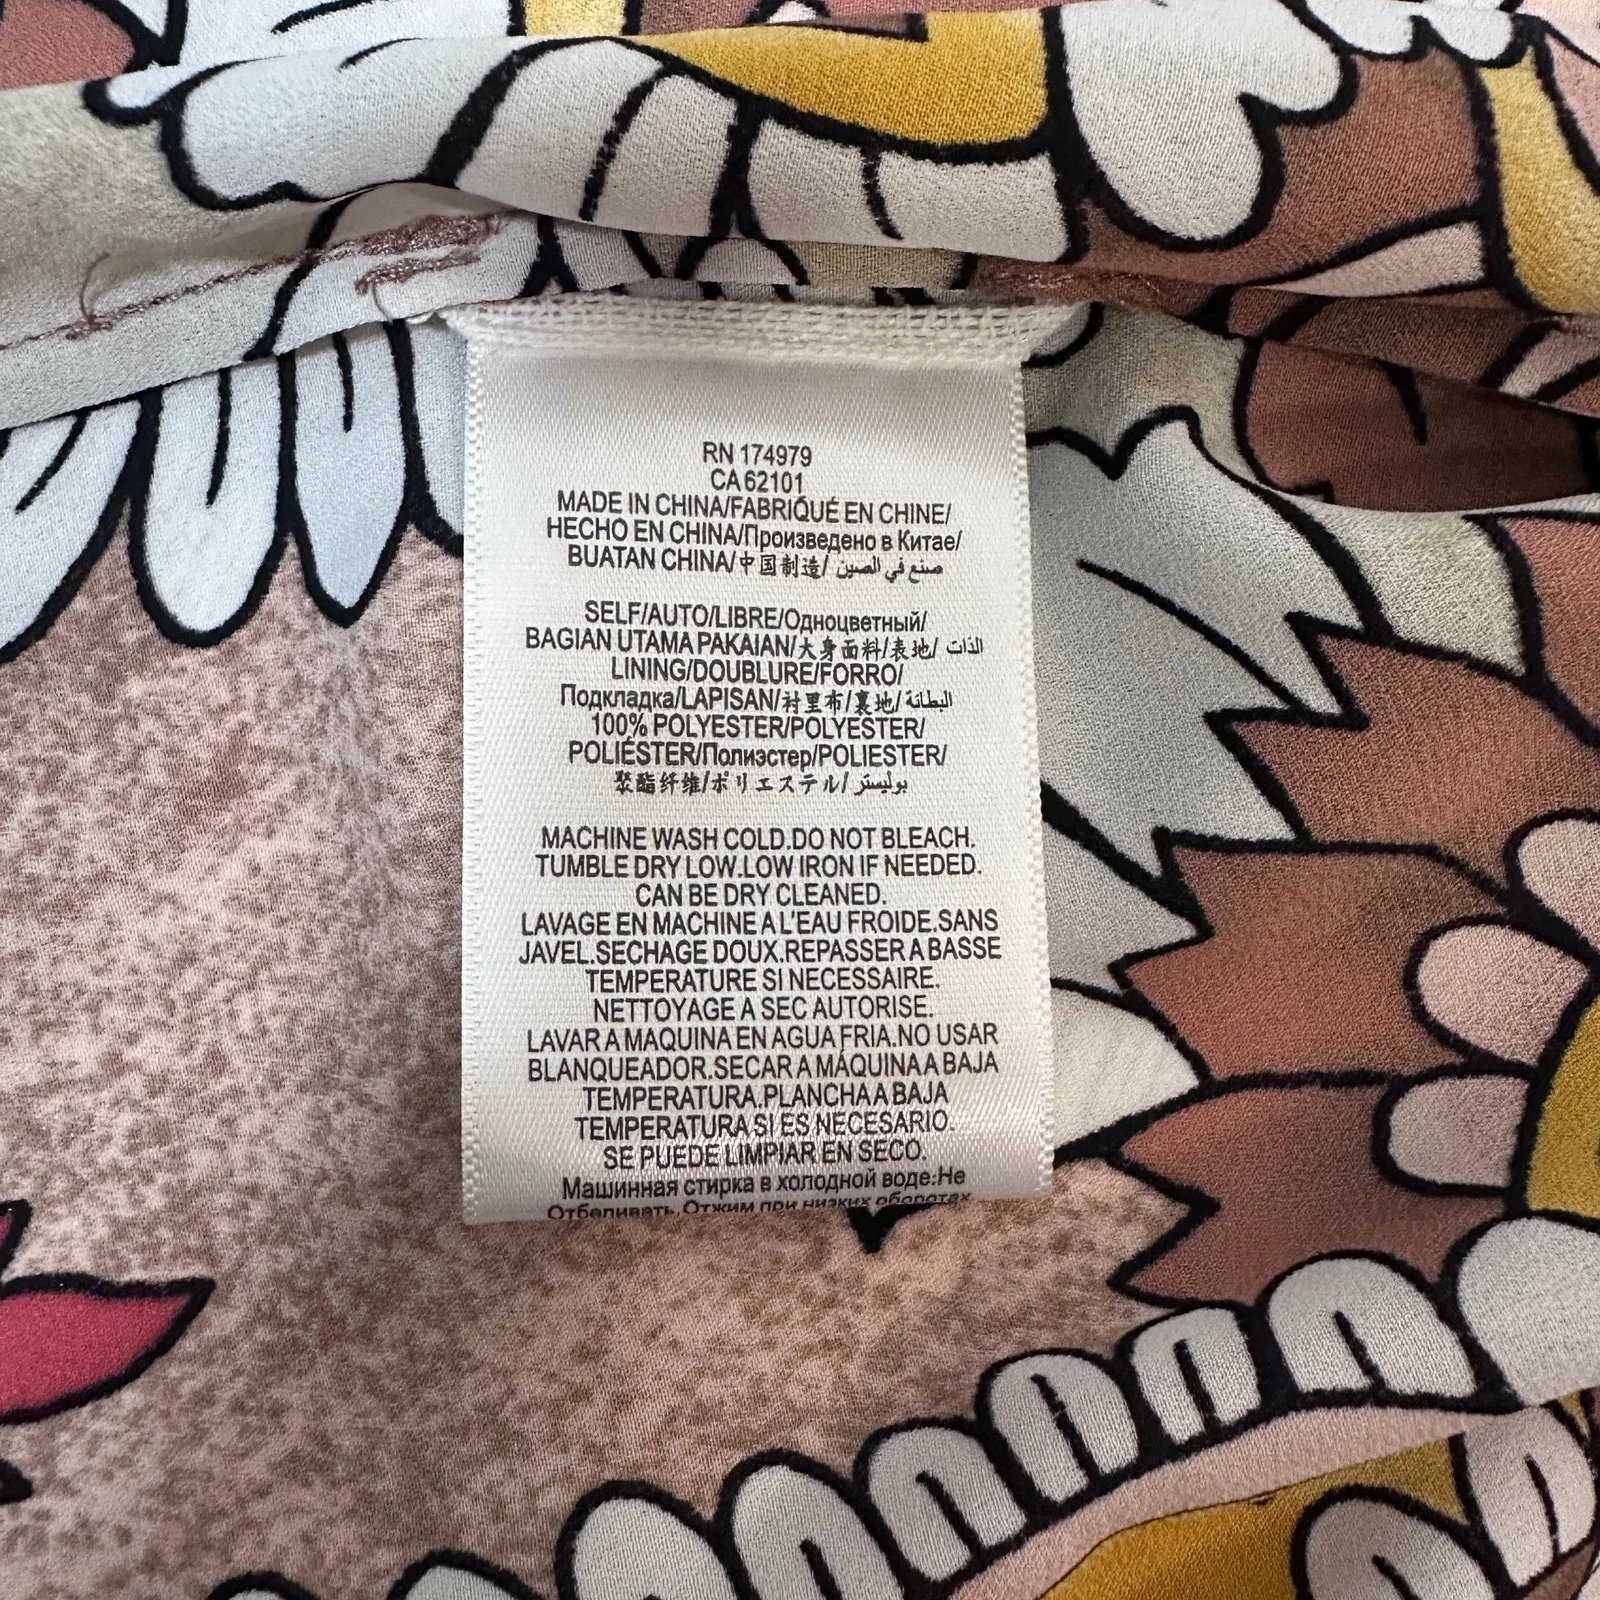 RN 174979
CA 62101
MADE IN CHINA/FABRIQUÉ EN CHINE/
HECHO EN CHINA/Произведено в Китае/
BUATAN CHINA/中国制造/صنع في الصين
SELF/AUTO/LIBRE/Одноцветный/
BAGIAN UTAMA PAKAIAN/大身面料/表地/الذات
LINING/DOUBLURE/FORRO/
Подкладка/LAPISAN/衬里布/裏地/البطانة
100% POLYESTER/POLYESTER/
POLIÉSTER/Полиэстер/POLIESTER/
聚酯纤维/ポリエステル/بوليستر
MACHINE WASH COLD.DO NOT BLEACH.
TUMBLE DRY LOW.LOW IRON IF NEEDED.
CAN BE DRY CLEANED.
LAVAGE EN MACHINE A L'EAU FROIDE.SANS
JAVEL.SECHAGE DOUX.REPASSER A BASSE
TEMPERATURE SI NECESSAIRE.
NETTOYAGE A SEC AUTORISE.
LAVAR A MAQUINA EN AGUA FRIA.NO USAR
BLANQUEADOR.SECAR A MÁQUINA A BAJA
TEMPERATURA.PLANCHA A BAJA
TEMPERATURA SI ES NECESARIO.
SE PUEDE LIMPIAR EN SECO.
Машинная стирка в холодной воде:Не
Отбеливать.Отжим при низких оборотах